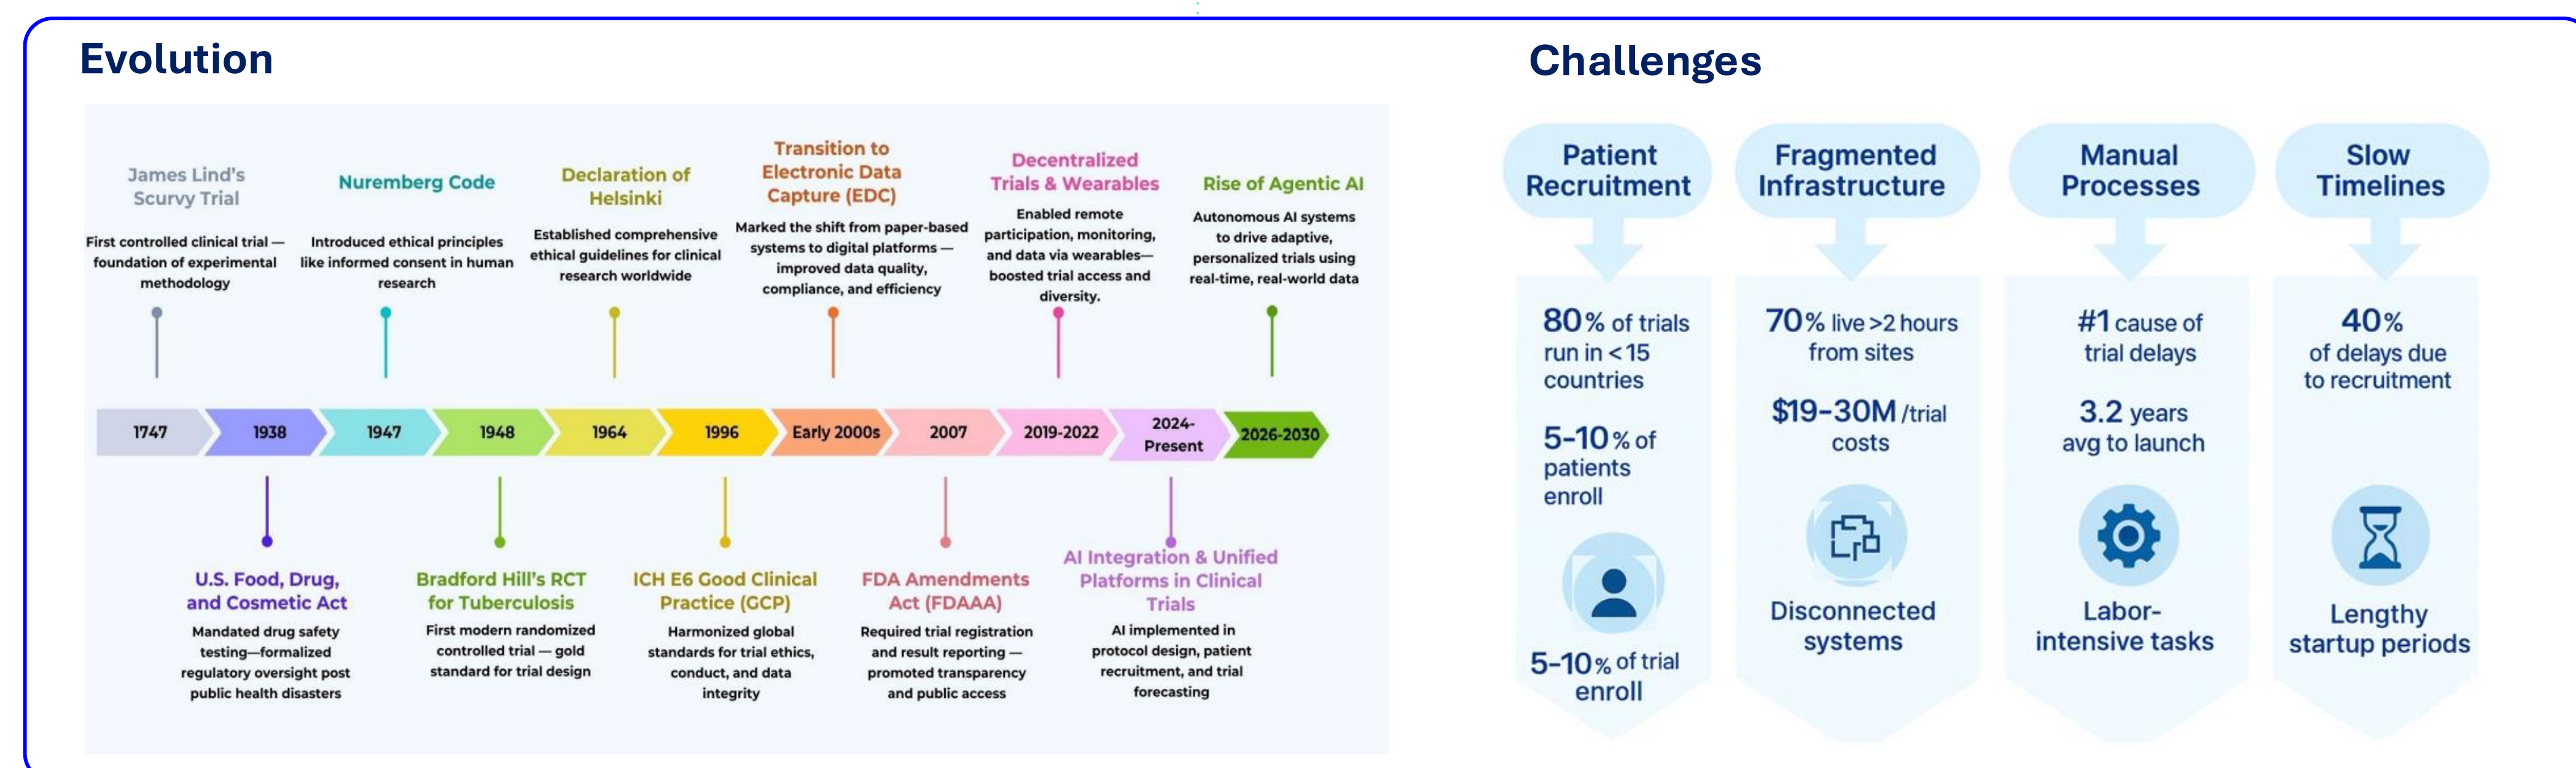 Evolution
James Lind's
Scurvy Trial
First controlled clinical trial —
foundation of experimental
methodology
Nuremberg Code
Introduced ethical principles
like informed consent in human
research
Declaration of
Helsinki
Established comprehensive
ethical guidelines for clinical
research worldwide
Transition to
Electronic Data
Capture (EDC)
Marked the shift from paper-based
systems to digital platforms —
improved data quality,
compliance, and efficiency
Decentralized
Trials & Wearables
Enabled remote
participation, monitoring,
and data via wearables—
boosted trial access and
diversity.
Rise of Agentic AI
Autonomous AI systems
to drive adaptive,
personalized trials using
real-time, real-world data
1747
1938
1947
1948
1964
1996
Early 2000s
2007
2019-2022
2024-
Present
2026-2030
U.S. Food, Drug,
and Cosmetic Act
Mandated drug safety
testing—formalized
regulatory oversight post
public health disasters
Bradford Hill's RCT
for Tuberculosis
First modern randomized
controlled trial — gold
standard for trial design
ICH E6 Good Clinical
Practice (GCP)
Harmonized global
standards for trial ethics,
conduct, and data
integrity
FDA Amendments
Act (FDAAA)
Required trial registration
and result reporting —
promoted transparency
and public access
AI Integration & Unified
Platforms in Clinical
Trials
AI implemented in
protocol design, patient
recruitment, and trial
forecasting
Challenges
Patient
Recruitment
80% of trials
run in <15
countries
5-10% of
patients
enroll
5-10% of trial
enroll
Fragmented
Infrastructure
70% live >2 hours
from sites
$19-30M /trial
costs
Disconnected
systems
Manual
Processes
#1 cause of
trial delays
3.2 years
avg to launch
Labor-
intensive tasks
Slow
Timelines
40%
of delays due
to recruitment
Lengthy
startup periods